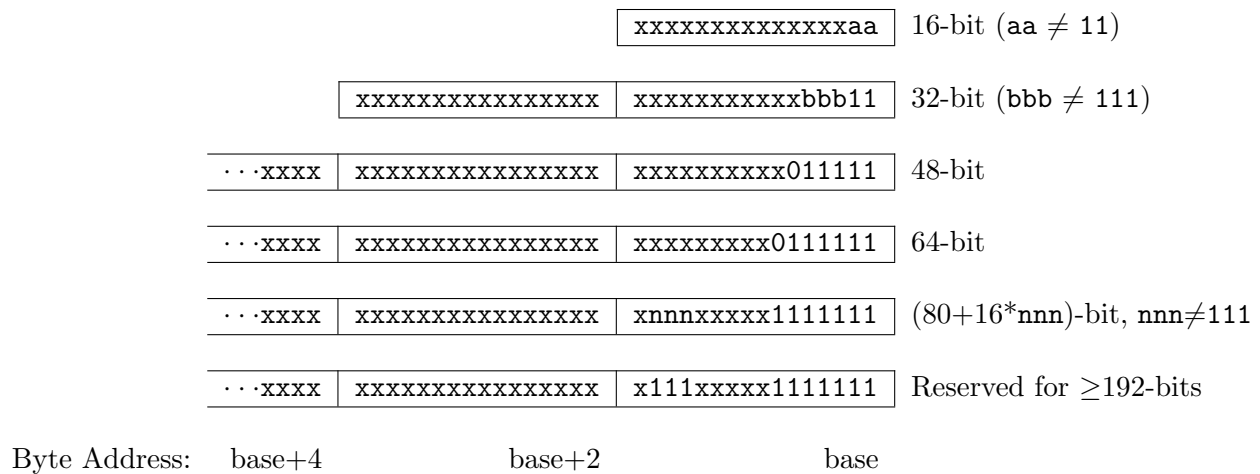 xxxxxxxxxxxxxxaa 16-bit (aa ≠ 11)
xxxxxxxxxxxxxxxx xxxxxxxxxxxbbb11 32-bit (bbb ≠ 111)
···xxxx xxxxxxxxxxxxxxxx xxxxxxxxxx011111 48-bit
···xxxx xxxxxxxxxxxxxxxx xxxxxxxxx0111111 64-bit
···xxxx xxxxxxxxxxxxxxxx xnnnxxxxx1111111 (80+16*nnn)-bit, nnn≠111
···xxxx xxxxxxxxxxxxxxxx x111xxxxx1111111 Reserved for ≥192-bits
Byte Address: base+4 base+2 base